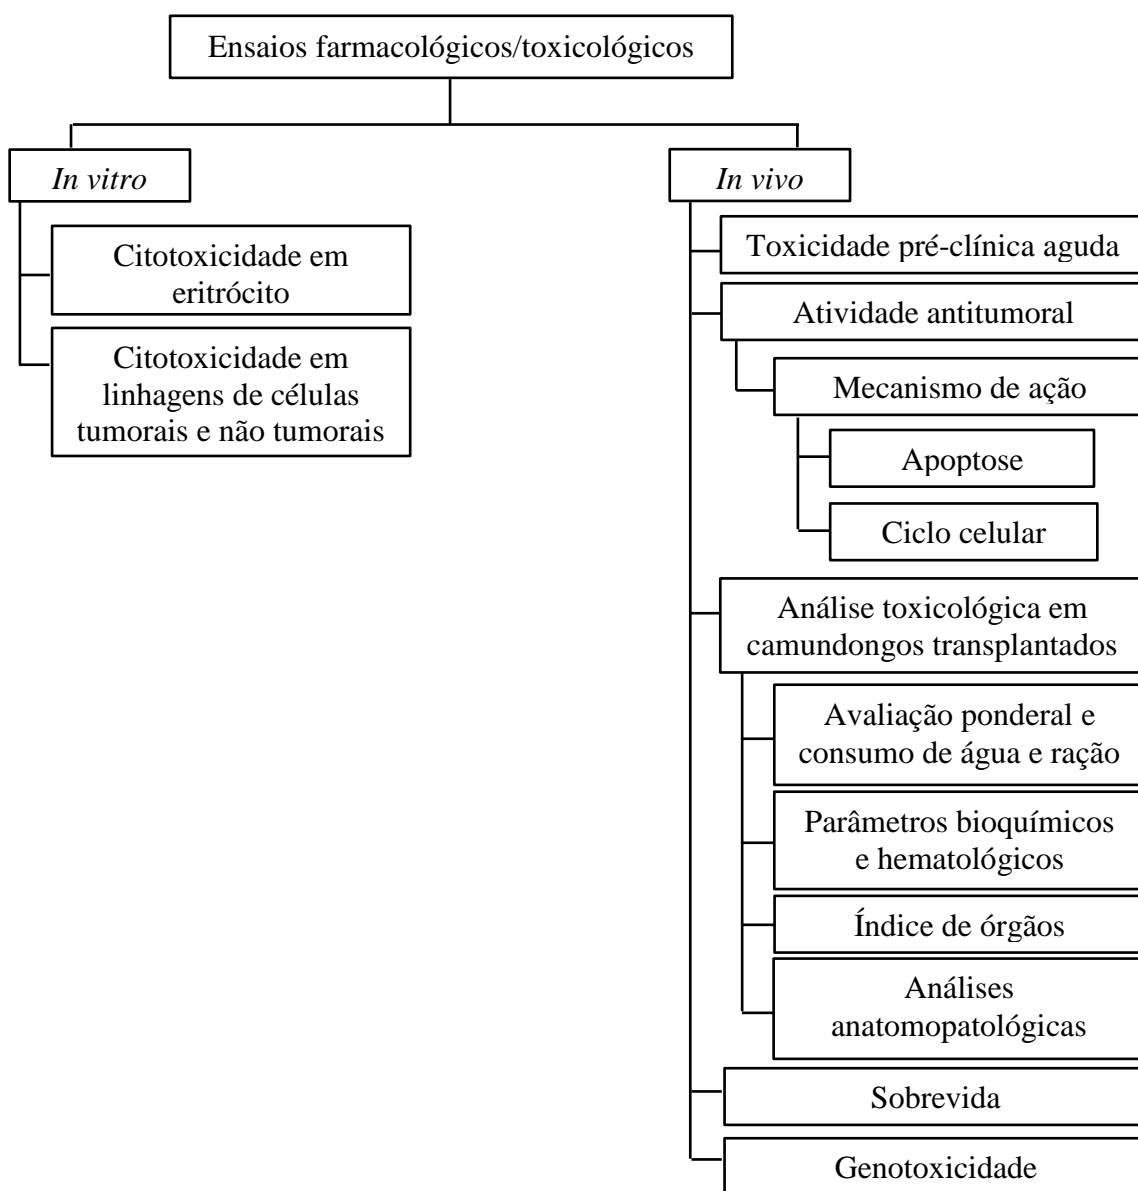 Ensaios farmacológicos/toxicológicos
In vitro
Citotoxicidade em
eritrócito
Citotoxicidade em
linhagens de células
tumorais e não tumorais
In vivo
Toxicidade pré-clínica aguda
Atividade antitumoral
Mecanismo de ação
Apoptose
Ciclo celular
Análise toxicológica em
camundongos transplantados
Avaliação ponderal e
consumo de água e ração
Parâmetros bioquímicos
e hematológicos
Índice de órgãos
Análises
anatomopatológicas
Sobrevida
Genotoxicidade